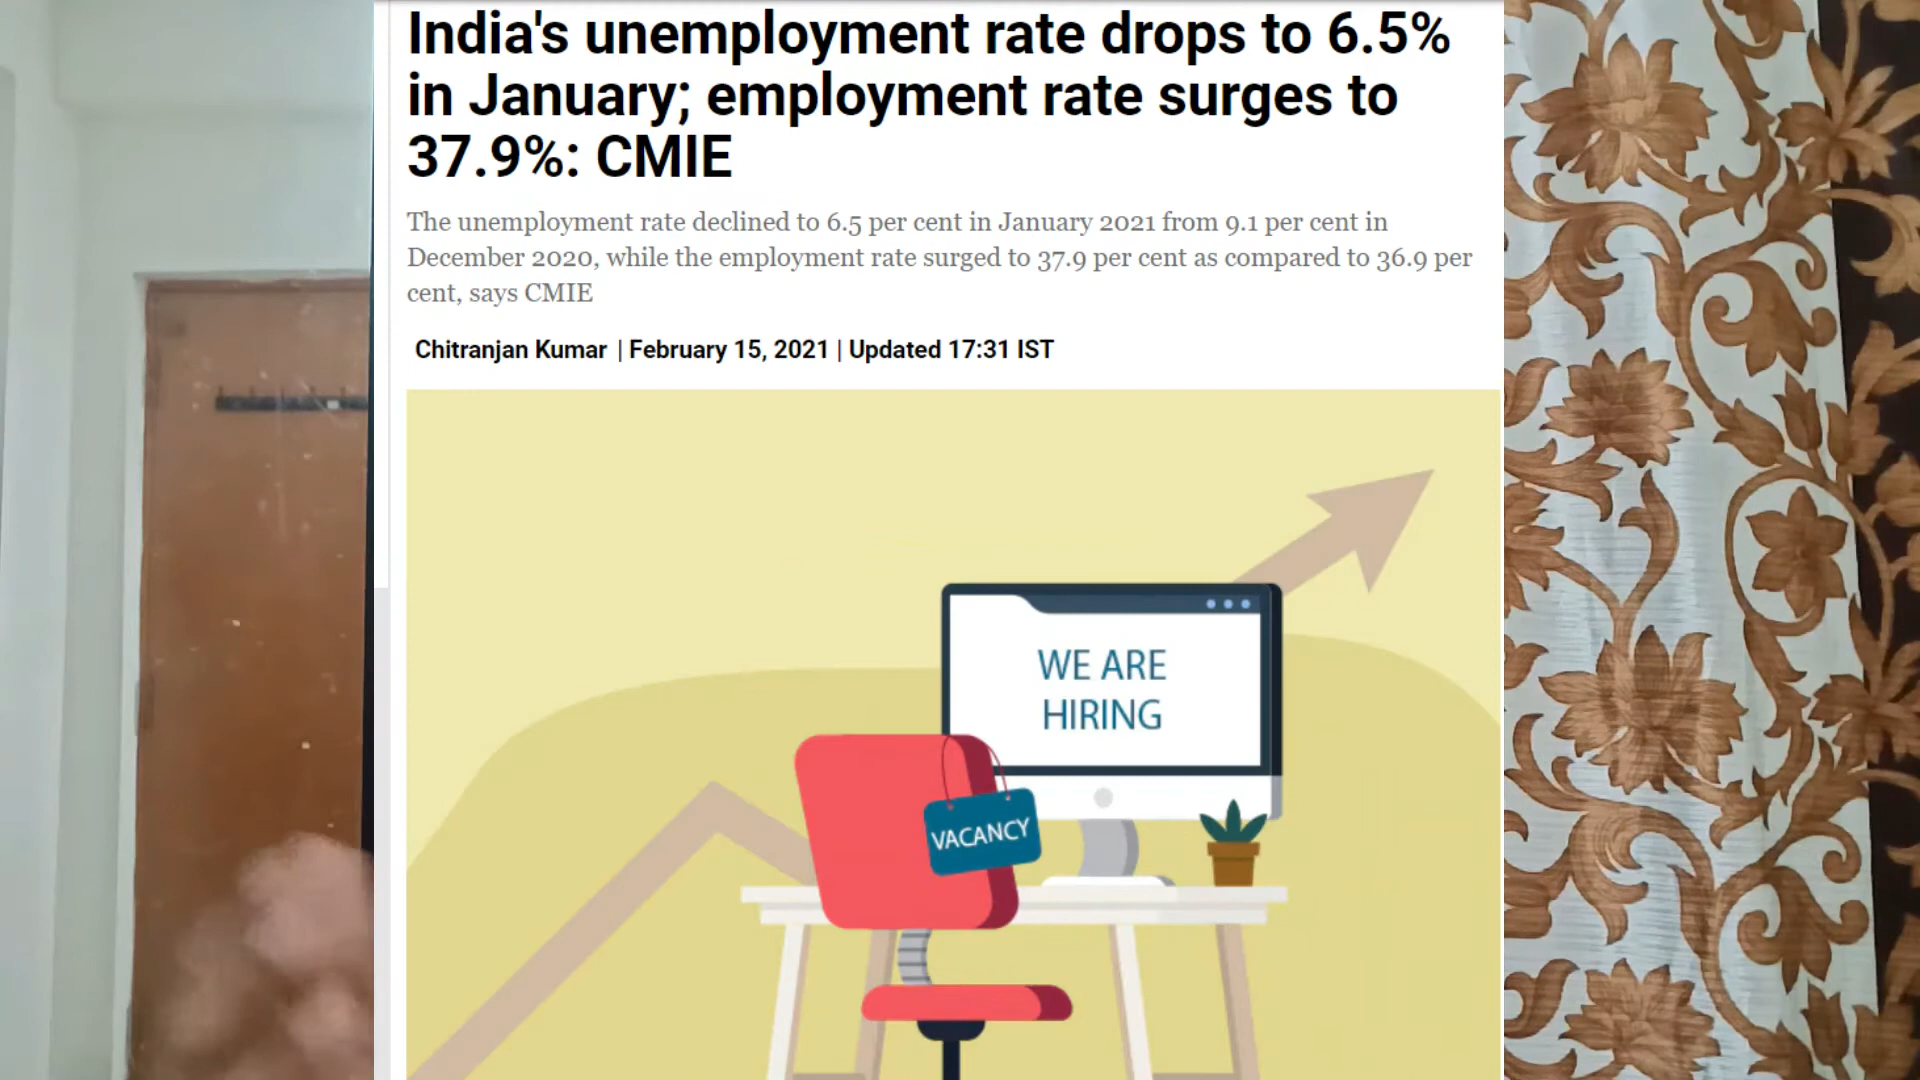 India's unemployment rate drops to 6.5%
in January; employment rate surges to
37.9%: CMIE
The unemployment rate declined to 6.5 per cent in January 2021 from 9.1 per cent in
December 2020, while the employment rate surged to 37.9 per cent as compared to 36.9 per
cent, says CMIE
Chitranjan Kumar | February 15, 2021 | Updated 17:31 IST
WE ARE
HIRING
VACANCY